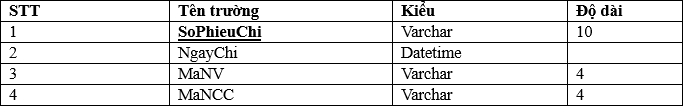 STT Tên trường Kiểu Độ dài
1 SoPhieuChi Varchar 10
2 NgayChi Datetime
3 MaNV Varchar 4
4 MaNCC Varchar 4